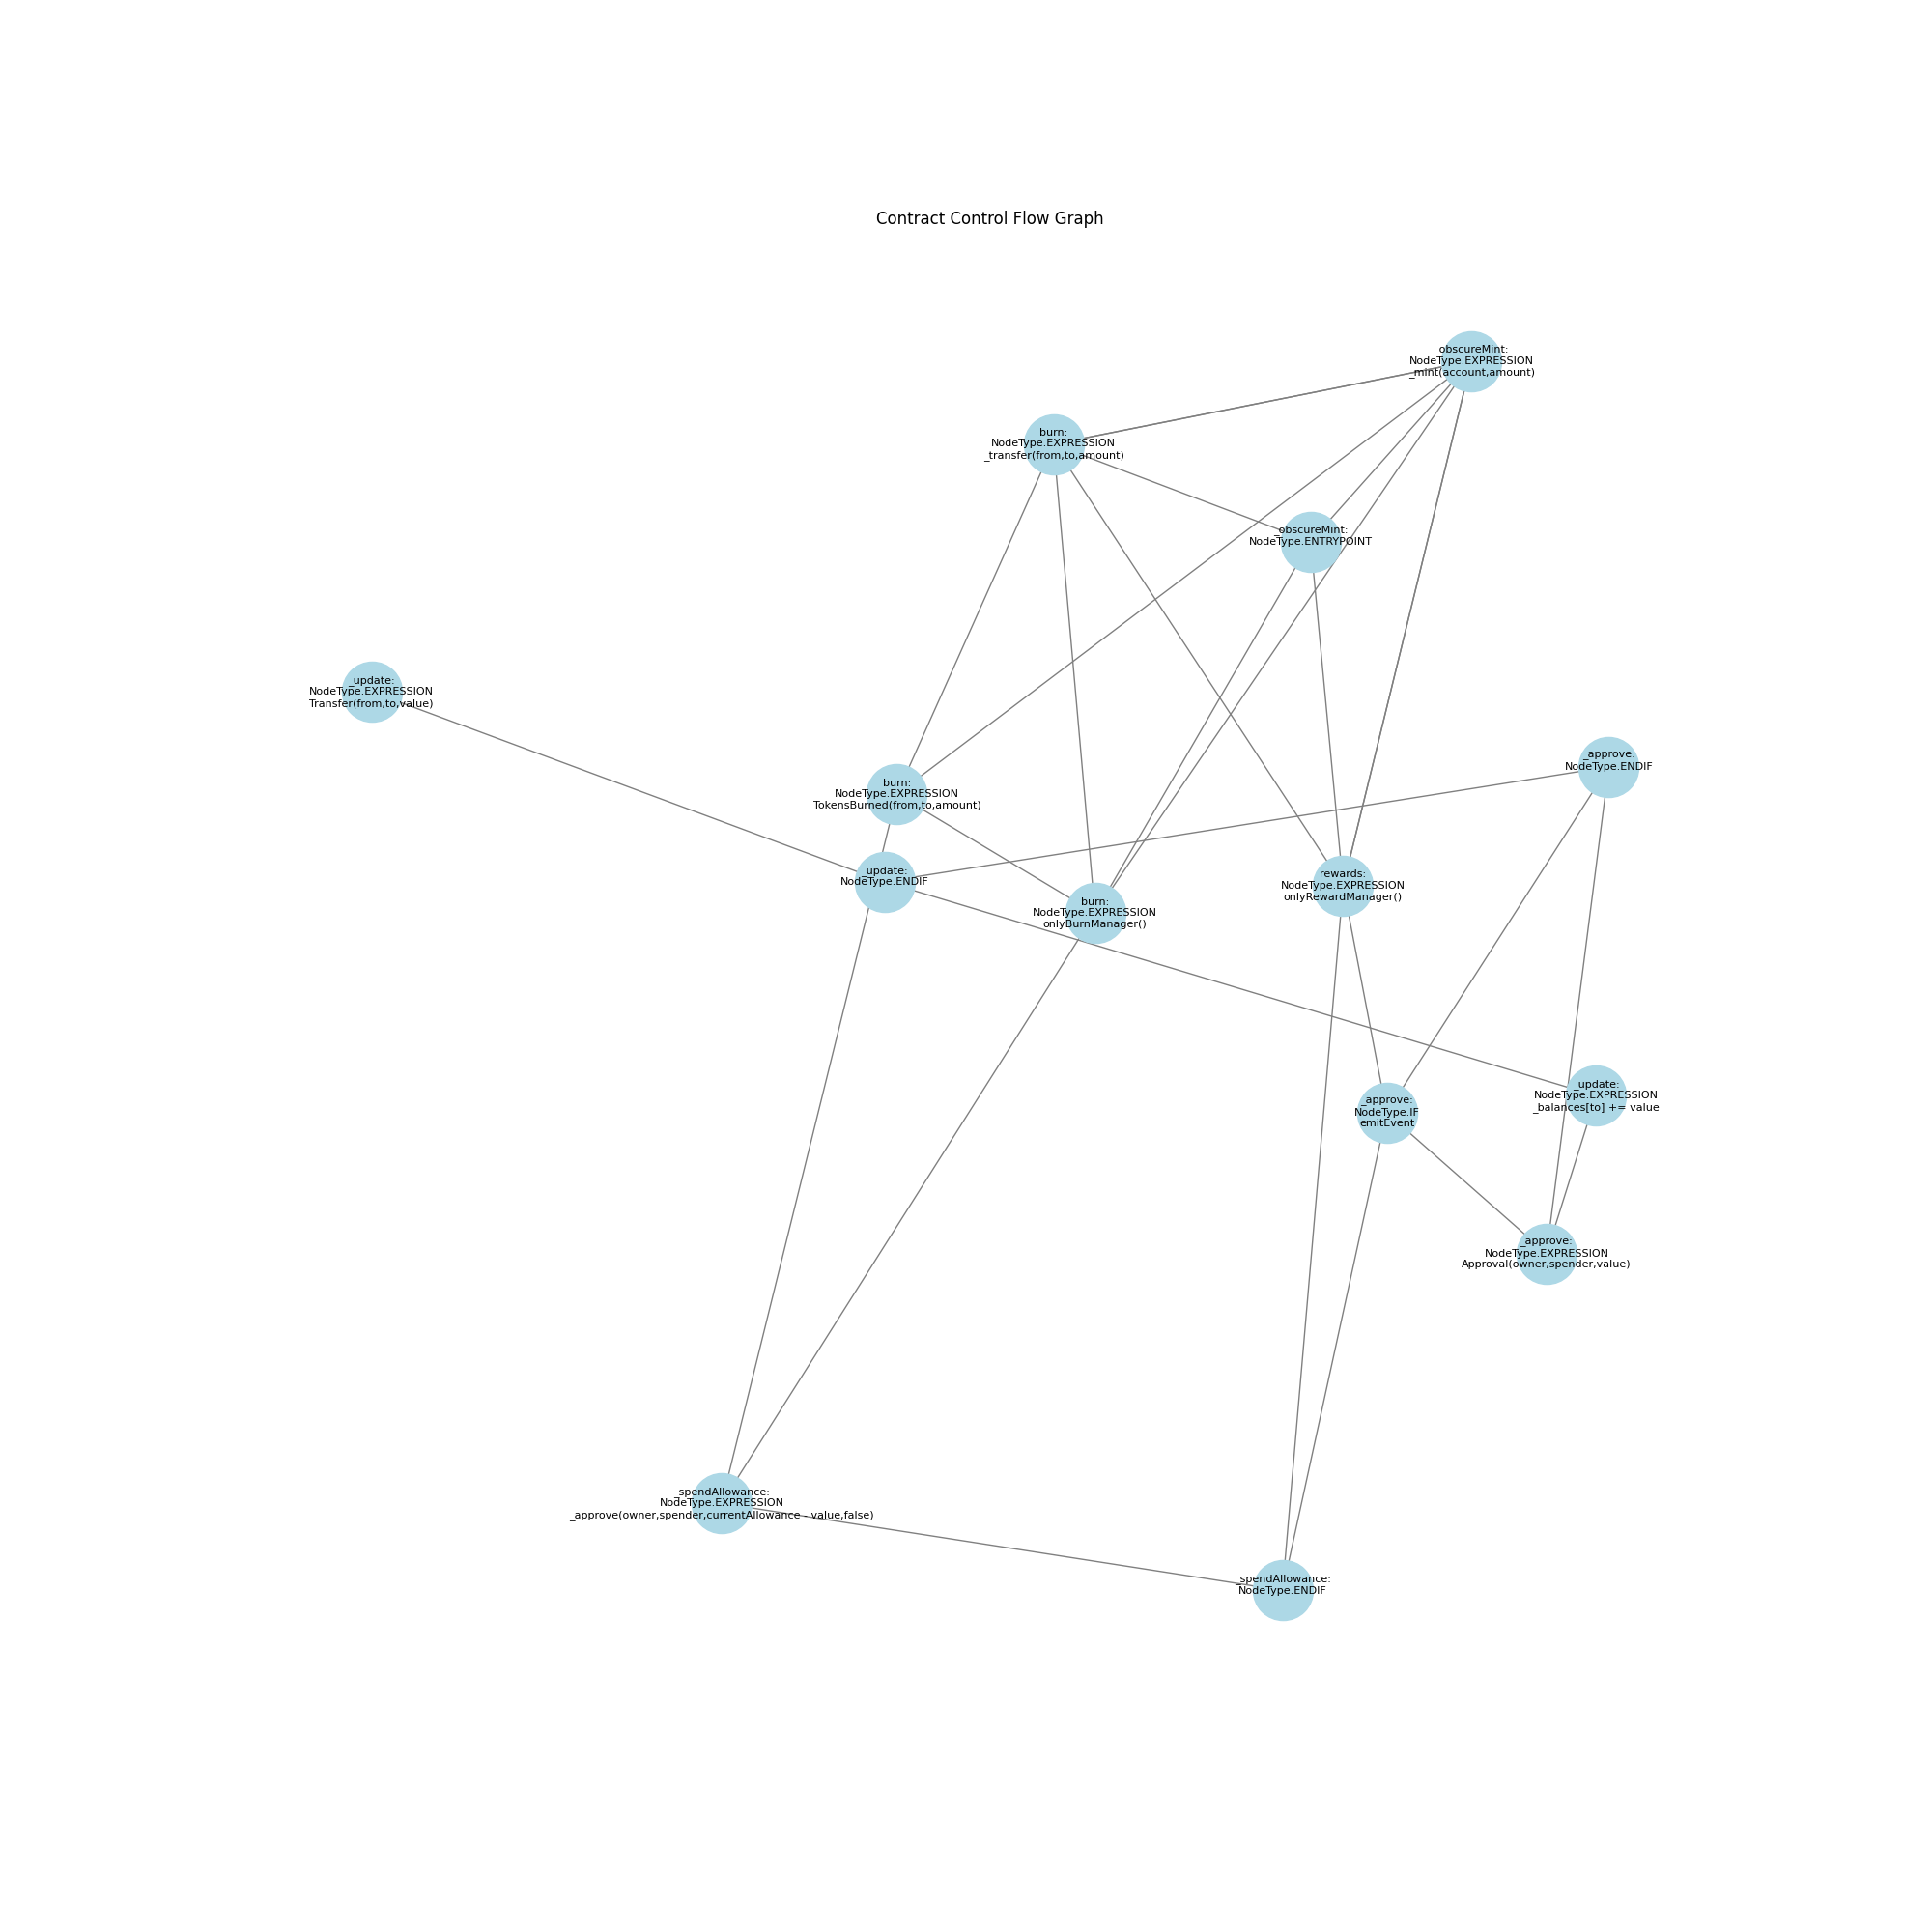 Contract Control Flow Graph
_obscureMint:
NodeType.EXPRESSION
_mint(account,amount)
burn:
NodeType.EXPRESSION
_transfer(from,to,amount)
_obscureMint:
NodeType.ENTRYPOINT
_update:
NodeType.EXPRESSION
Transfer(from,to,value)
_approve:
NodeType.ENDIF
burn:
NodeType.EXPRESSION
TokensBurned(from,to,amount)
_update:
NodeType.ENDIF
rewards:
NodeType.EXPRESSION
onlyRewardManager()
burn:
NodeType.EXPRESSION
onlyBurnManager()
_update:
NodeType.EXPRESSION
_balances[to] += value
_approve:
NodeType.IF
emitEvent
_approve:
NodeType.EXPRESSION
Approval(owner,spender,value)
_spendAllowance:
NodeType.EXPRESSION
_approve(owner,spender,currentAllowance - value,false)
_spendAllowance:
NodeType.ENDIF